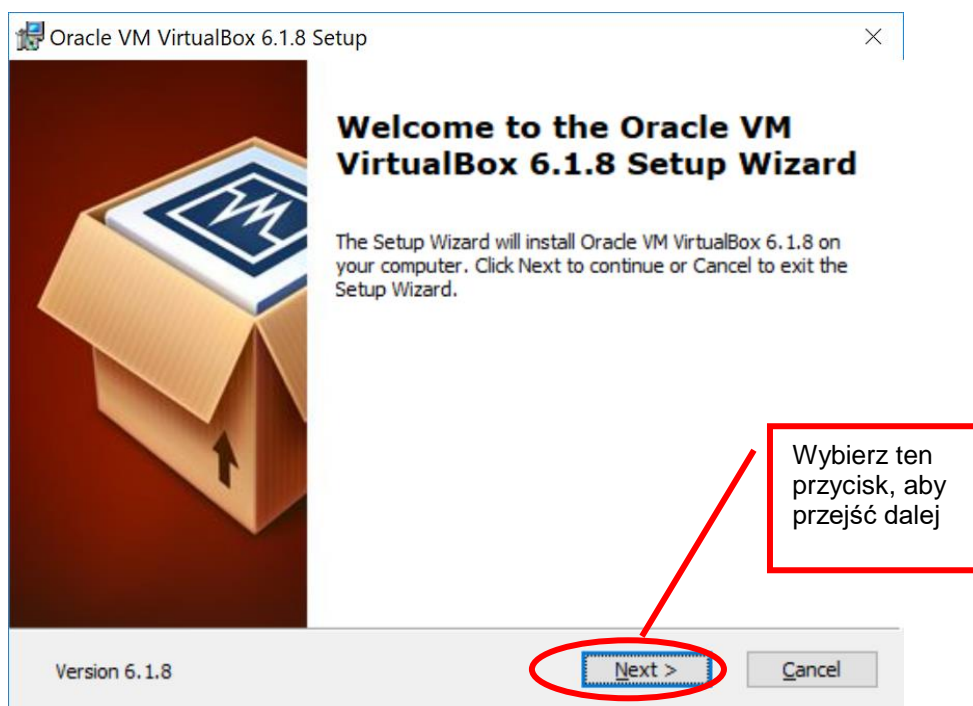 Oracle VM VirtualBox 6.1.8 Setup
Welcome to the Oracle VM
VirtualBox 6.1.8 Setup Wizard
The Setup Wizard will install Oracle VM VirtualBox 6.1.8 on
your computer. Click Next to continue or Cancel to exit the
Setup Wizard.
Wybierz ten
przycisk, aby
przejść dalej
Version 6.1.8
Next >
Cancel